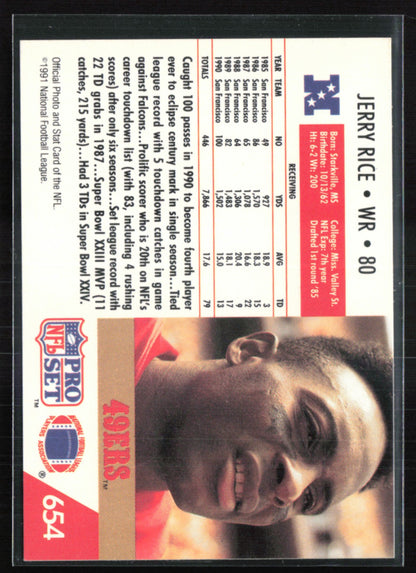 JERRY RICE • WR • 80
Born: Starkville, MS College: Miss. Valley St.
Birthdate: 10/13/62 NFL Exp: 7th year
Ht: 6-2 Wt: 200 Drafted 1st round '85
RECEIVING
YEAR TEAM NO YDS AVG TD
1985 San Francisco 49 927 18.9 3
1986 San Francisco 86 1,570 18.3 15
1987 San Francisco 65 1,078 16.6 22
1988 San Francisco 64 1,306 20.4 9
1989 San Francisco 82 1,483 18.1 17
1990 San Francisco 100 1,502 15.0 13
TOTALS 446 7,866 17.6 79
Caught 100 passes in 1990 to become fourth player
ever to eclipse century mark in single season...Tied
league record with 5 touchdown catches in game
against Falcons...Prolific scorer who is 20th on NFL's
career touchdown list (with 83, including 4 rushing
scores) after only six seasons...Set league record with
22 TD grabs in 1987...Super Bowl XXIII MVP (11
catches, 215 yards)...Had 3 TDs in Super Bowl XXIV.
Official Photo and Stat Card of the NFL.
©1991 National Football League
49ERS™
PRO
NFL
SET
™
NATIONAL FOOTBALL LEAGUE
PLAYERS ASSOCIATION
®
654